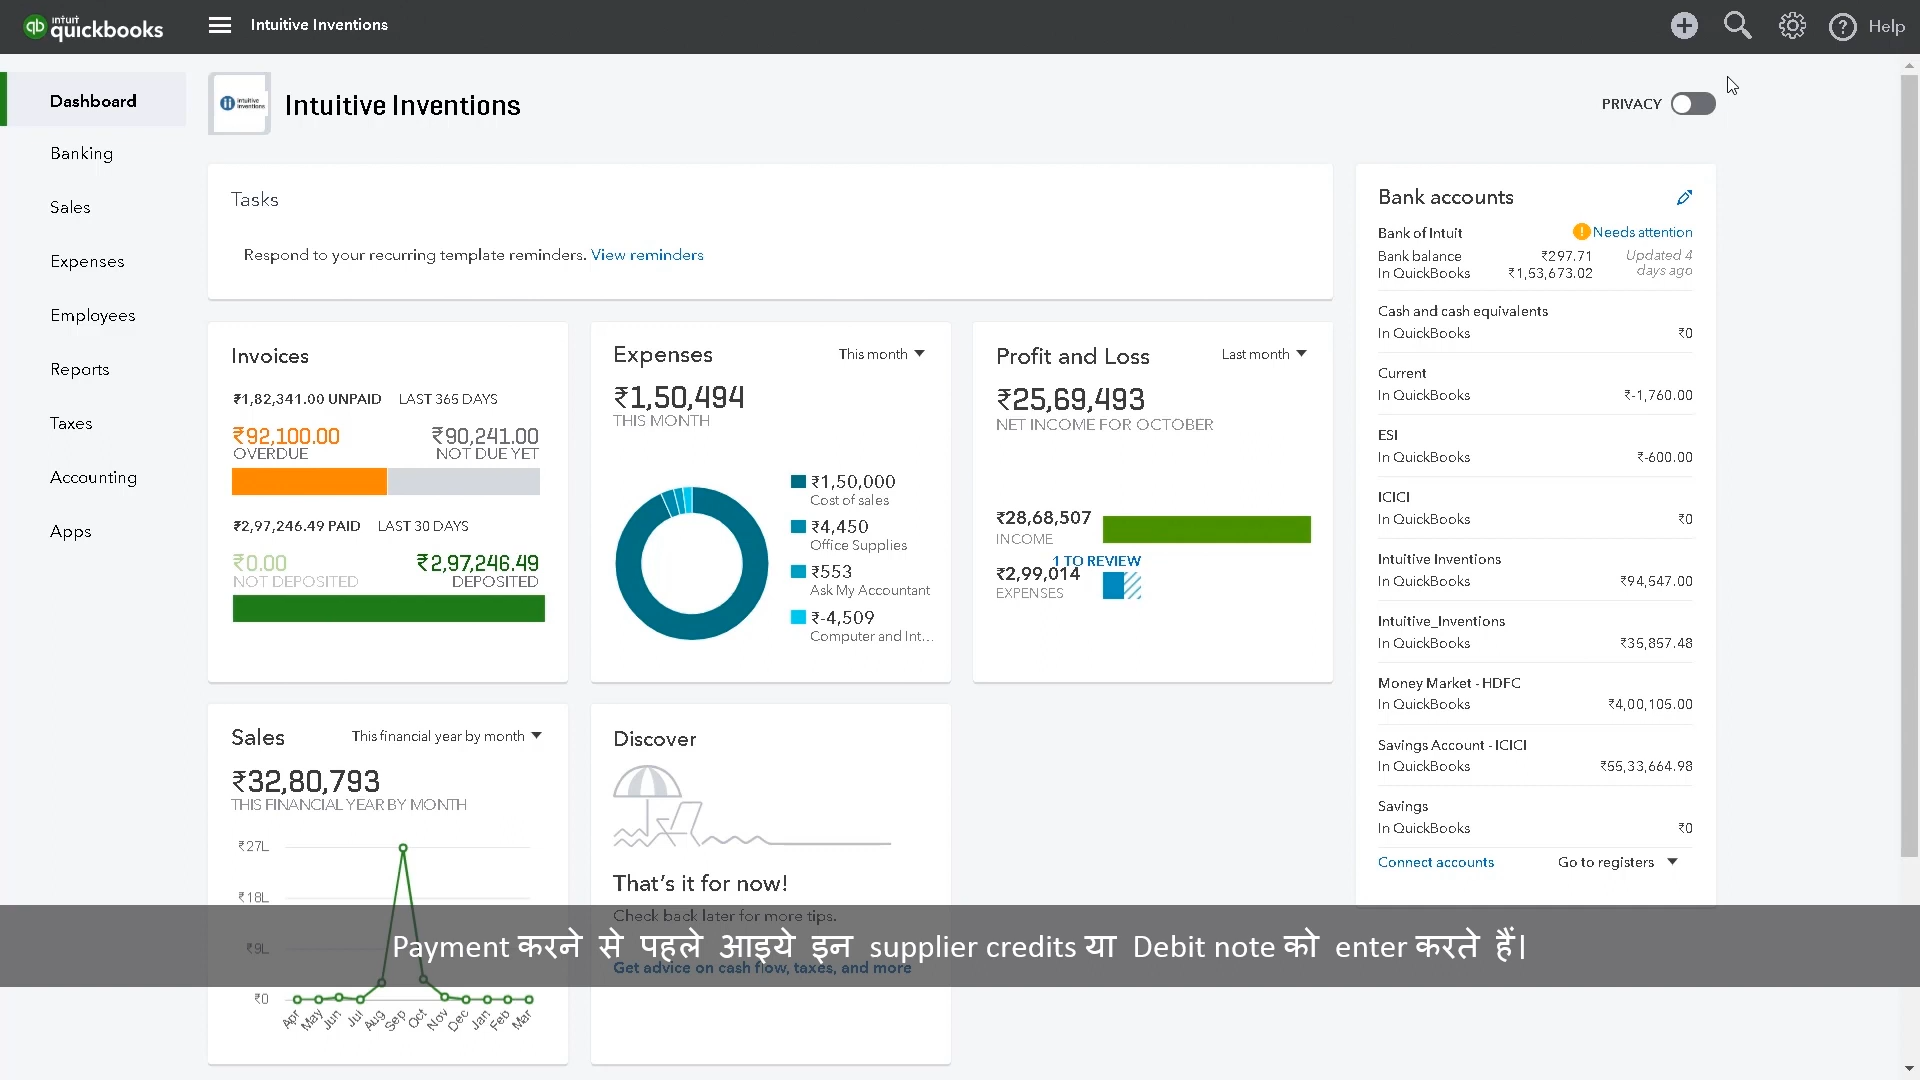 intuit
quickbooks
Intuitive Inventions
Help
Dashboard
Banking
Sales
Expenses
Employees
Reports
Taxes
Accounting
Apps
intuitive
inventions
Intuitive Inventions
PRIVACY
Tasks
Respond to your recurring template reminders. View reminders
Invoices
₹1,82,341.00 UNPAID LAST 365 DAYS
₹92,100.00 ₹90,241.00
OVERDUE NOT DUE YET
₹2,97,246.49 PAID LAST 30 DAYS
₹0.00 ₹2,97,246.49
NOT DEPOSITED DEPOSITED
Expenses This month
₹1,50,494
THIS MONTH
₹1,50,000
Cost of sales
₹4,450
Office Supplies
₹553
Ask My Accountant
₹-4,509
Computer and Int...
Profit and Loss Last month
₹25,69,493
NET INCOME FOR OCTOBER
₹28,68,507
INCOME
1 TO REVIEW
₹2,99,014
EXPENSES
Bank accounts
Bank of Intuit Needs attention
Bank balance ₹297.71 Updated 4
In QuickBooks ₹1,53,673.02 days ago
Cash and cash equivalents
In QuickBooks ₹0
Current
In QuickBooks ₹-1,760.00
ESI
In QuickBooks ₹-600.00
ICICI
In QuickBooks ₹0
Intuitive Inventions
In QuickBooks ₹94,547.00
Intuitive_Inventions
In QuickBooks ₹35,857.48
Money Market - HDFC
In QuickBooks ₹4,00,105.00
Savings Account - ICICI
In QuickBooks ₹55,33,664.98
Savings
In QuickBooks ₹0
Connect accounts Go to registers
Sales This financial year by month
₹32,80,793
THIS FINANCIAL YEAR BY MONTH
₹27L
₹18L
₹9L
₹0
Apr May Jun Jul Aug Sep Oct Nov Dec Jan Feb Mar
Discover
That's it for now!
Check back later for more tips.
Get advice on cash flow, taxes, and more
Payment करने से पहले आइये इन supplier credits या Debit note को enter करते हैं।